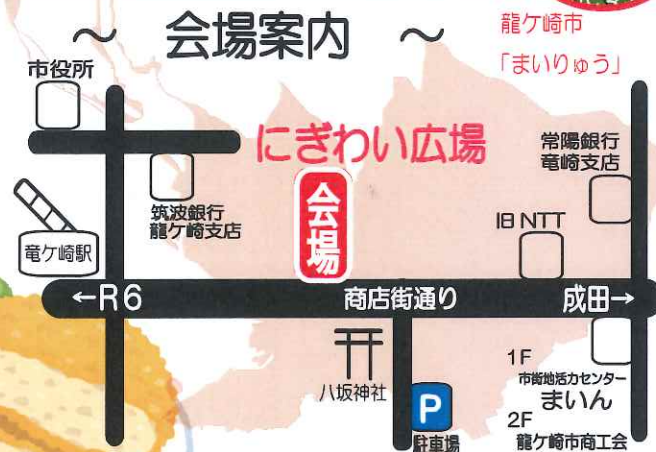 ～ 会場案内 ～
龍ケ崎市
「まいりゅう」
市役所
にぎわい広場
常陽銀行
竜崎支店
筑波銀行
龍ケ崎支店
会場
旧NTT
竜ケ崎駅
←R6
商店街通り
成田→
八坂神社
P
駐車場
1F
市街地活力センター
まいん
2F
龍ケ崎市商工会